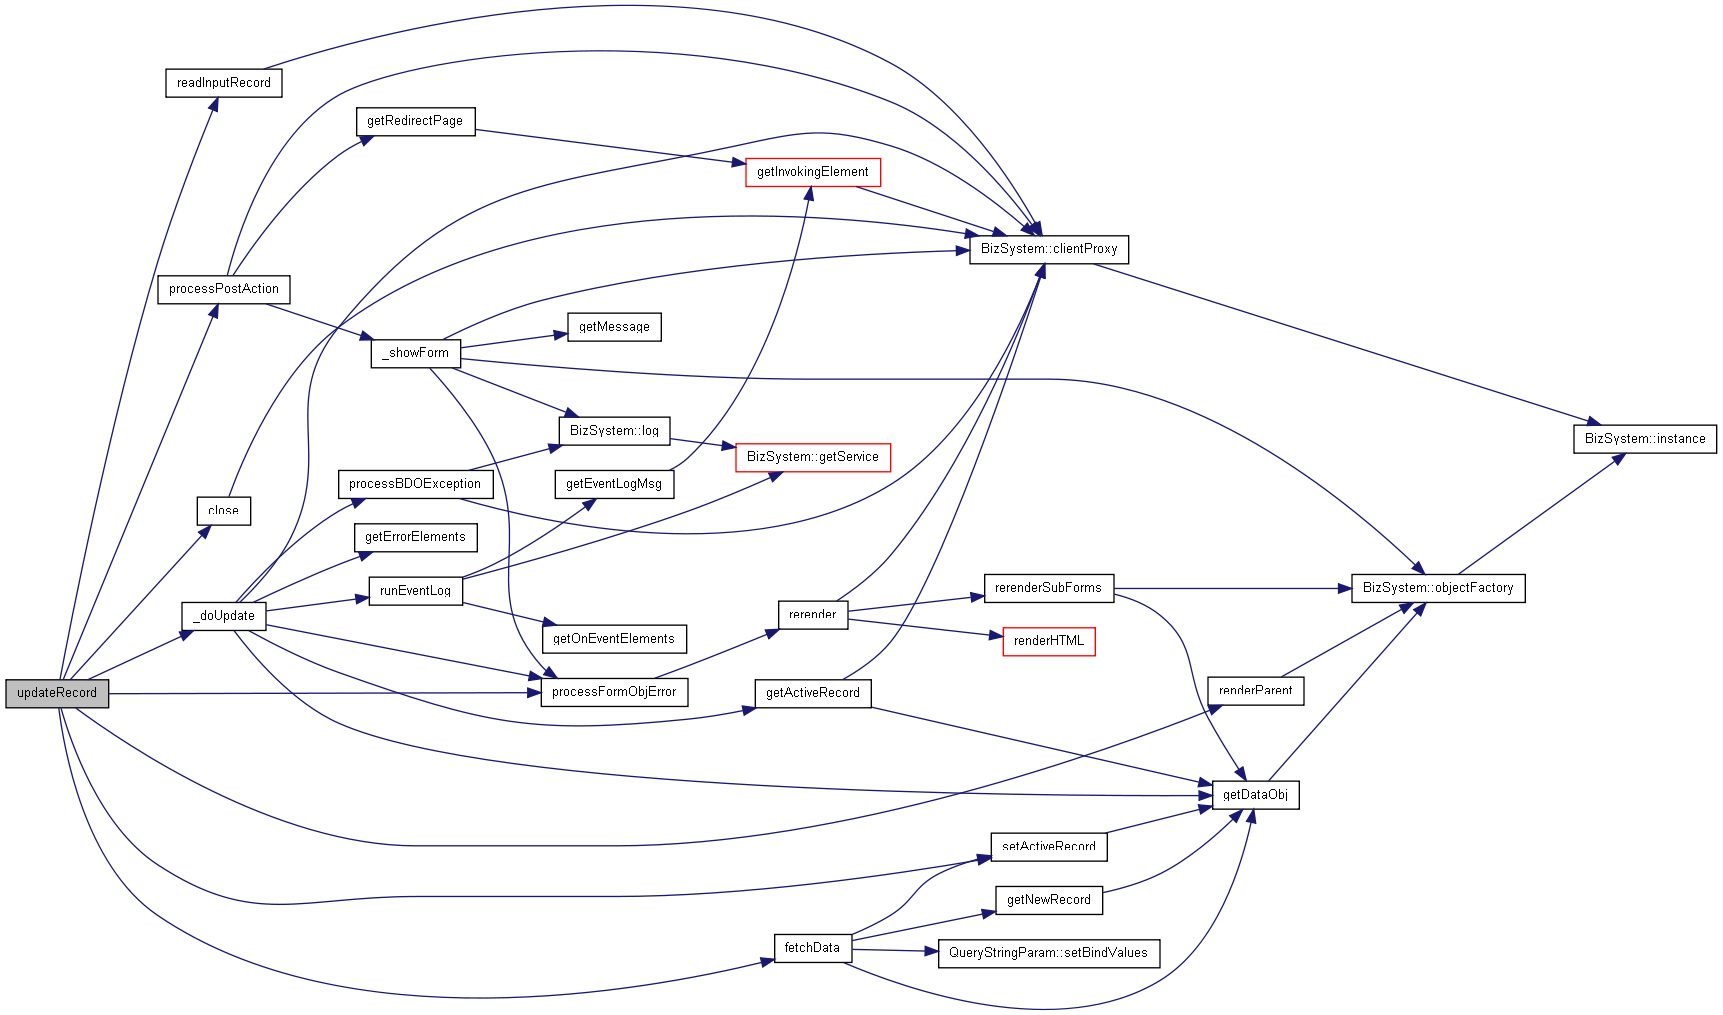 readInputRecord
getRedirectPage
getInvokingElement
BizSystem::clientProxy
processPostAction
getMessage
_showForm
BizSystem::log
BizSystem::instance
BizSystem::getService
processBDOException
getEventLogMsg
close
getErrorElements
runEventLog
rerenderSubForms
BizSystem::objectFactory
_doUpdate
rerender
getOnEventElements
renderHTML
updateRecord
processFormObjError
getActiveRecord
renderParent
getDataObj
setActiveRecord
getNewRecord
fetchData
QueryStringParam::setBindValues